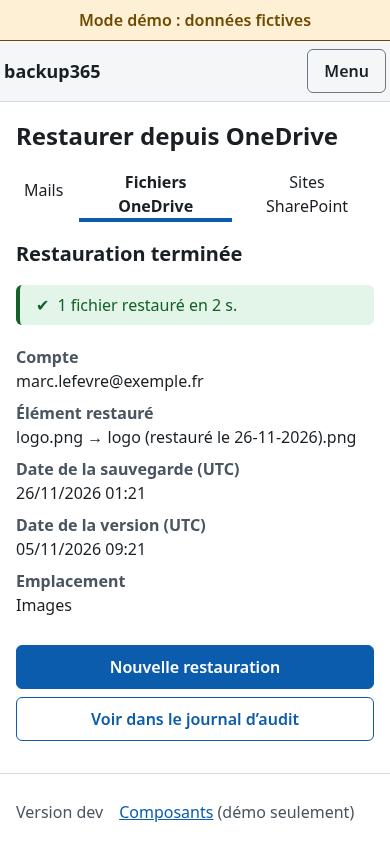 Mode démo : données fictives
backup365
Menu
Restaurer depuis OneDrive
Mails
Fichiers
OneDrive
Sites
SharePoint
Restauration terminée
✔ 1 fichier restauré en 2 s.
Compte
marc.lefevre@exemple.fr
Élément restauré
logo.png → logo (restauré le 26-11-2026).png
Date de la sauvegarde (UTC)
26/11/2026 01:21
Date de la version (UTC)
05/11/2026 09:21
Emplacement
Images
Nouvelle restauration
Voir dans le journal d’audit
Version dev Composants (démo seulement)